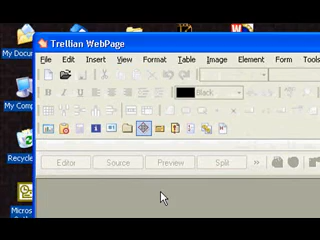 Trellian WebPage
My Docu
File Edit Insert View Format Table Image Element Form Tools
My Comp
B I U Black
Recycle
Editor Source Preview Split »
Micros